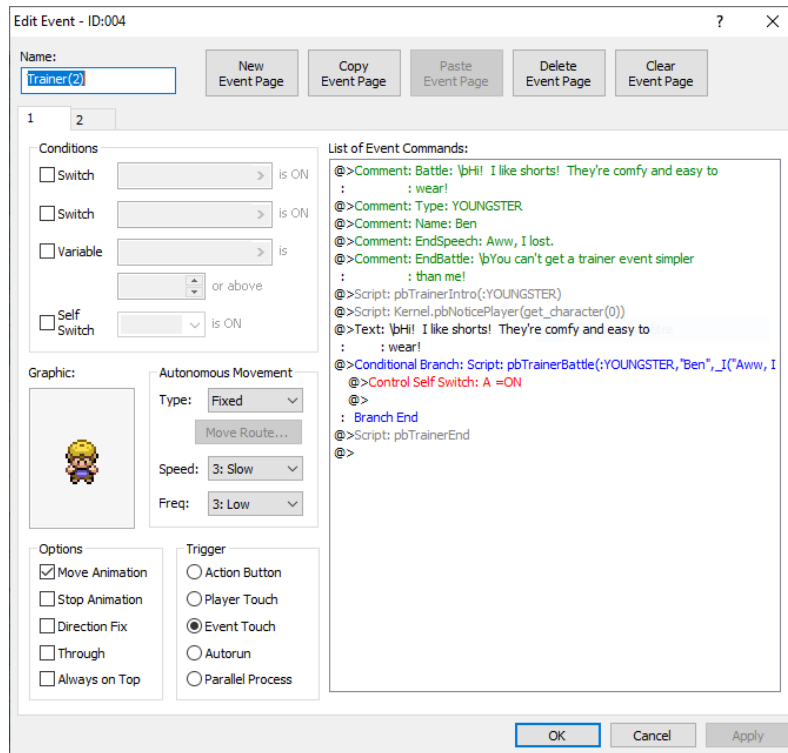 Edit Event - ID:004
? X
Name:
Trainer(2)
New Event Page
Copy Event Page
Paste Event Page
Delete Event Page
Clear Event Page
1 2
Conditions
Switch is ON
Switch is ON
Variable is
or above
Self Switch is ON
Graphic:
Autonomous Movement
Type: Fixed
Move Route...
Speed: 3: Slow
Freq: 3: Low
Options
Move Animation
Stop Animation
Direction Fix
Through
Always on Top
Trigger
Action Button
Player Touch
Event Touch
Autorun
Parallel Process
List of Event Commands:
@>Comment: Battle: \bHi!  I like shorts!  They're comfy and easy to
:               : wear!
@>Comment: Type: YOUNGSTER
@>Comment: Name: Ben
@>Comment: EndSpeech: Aww, I lost.
@>Comment: EndBattle: \bYou can't get a trainer event simpler
:               : than me!
@>Script: pbTrainerIntro(:YOUNGSTER)
@>Script: Kernel.pbNoticePlayer(get_character(0))
@>Text: \bHi!  I like shorts!  They're comfy and easy to
:        : wear!
@>Conditional Branch: Script: pbTrainerBattle(:YOUNGSTER,"Ben",_I("Aww, I
@>Control Self Switch: A =ON
@>
:  Branch End
@>Script: pbTrainerEnd
@>
OK
Cancel
Apply